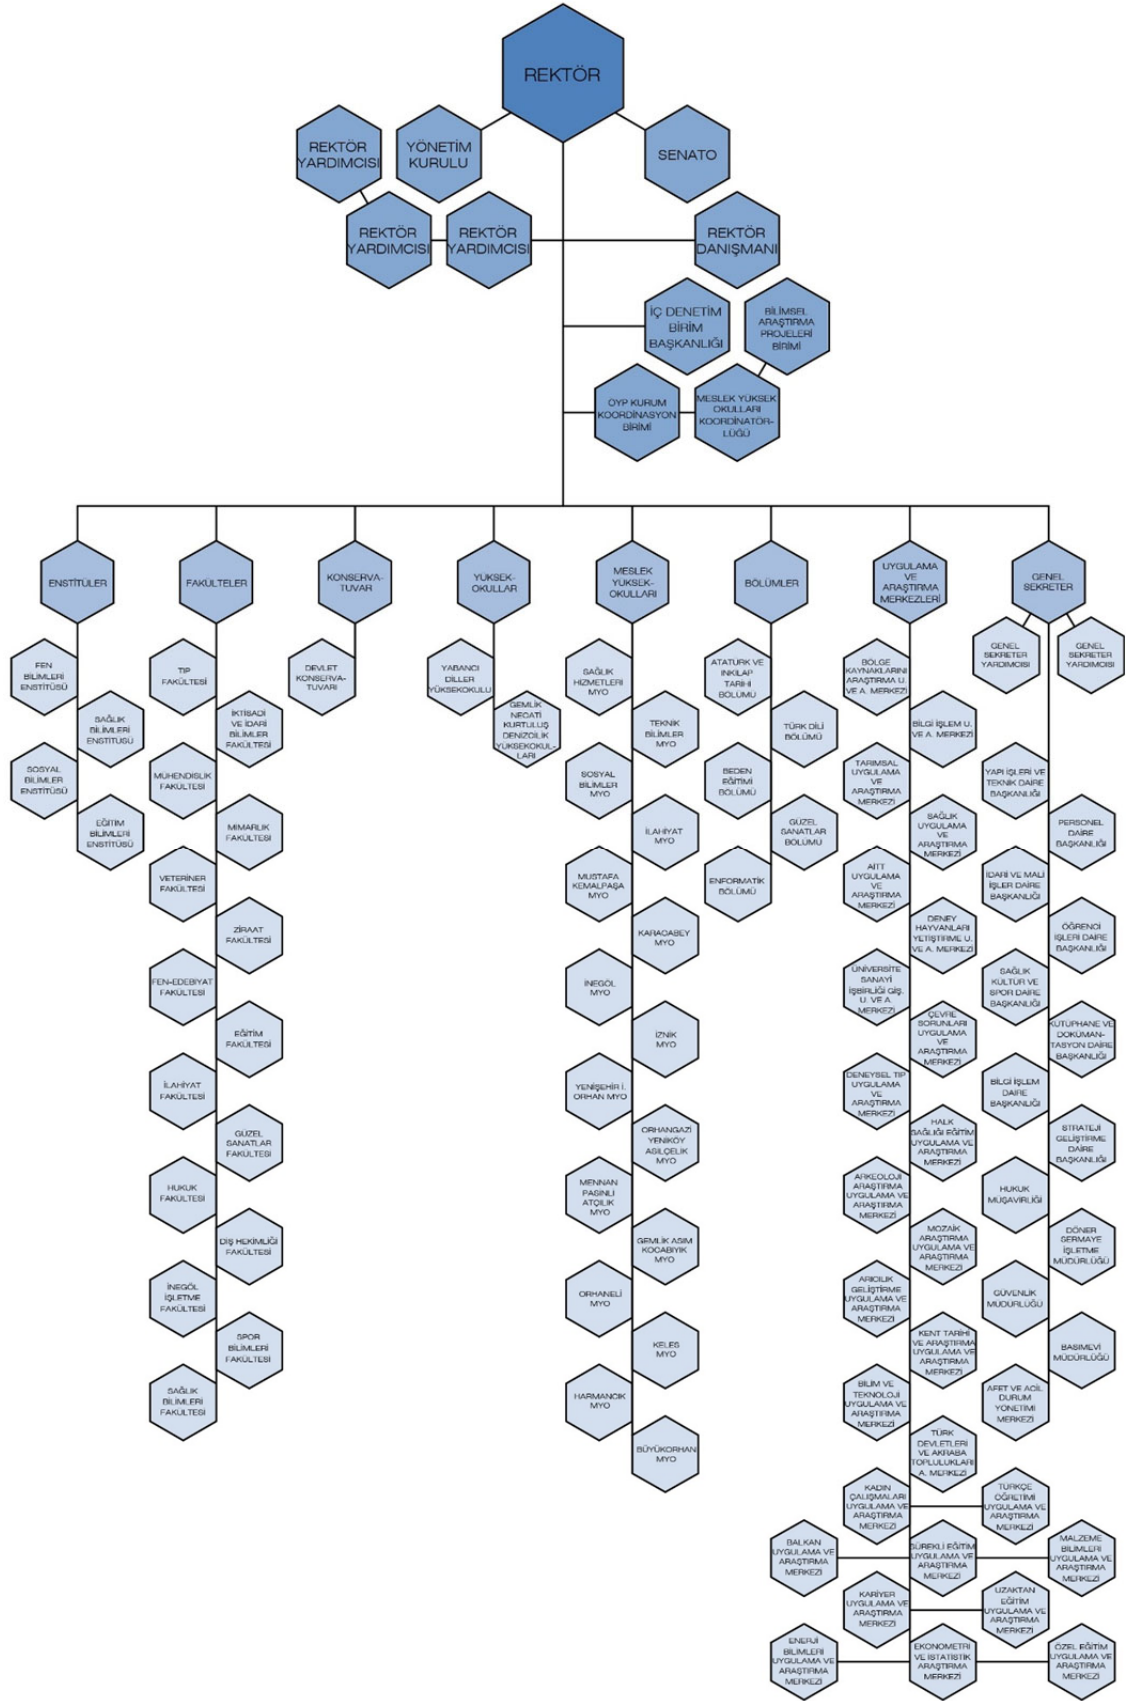 REKTÖR
REKTÖR
YARDIMCISI
YÖNETİM
KURULU
SENATO
REKTÖR
YARDIMCISI
REKTÖR
YARDIMCISI
REKTÖR
DANIŞMANI
İÇ DENETİM
BİRİM
BAŞKANLIĞI
BİLİMSEL
ARAŞTIRMA
PROJELERİ
BİRİMİ
ÖYP KURUM
KOORDİNASYON
BİRİMİ
MESLEK YÜKSEK
OKULLARI
KOORDİNATÖR-
LÜĞÜ
ENSTİTÜLER
FEN
BİLİMLERİ
ENSTİTÜSÜ
SAĞLIK
BİLİMLERİ
ENSTİTÜSÜ
SOSYAL
BİLİMLER
ENSTİTÜSÜ
EĞİTİM
BİLİMLERİ
ENSTİTÜSÜ
FAKÜLTELER
TIP
FAKÜLTESİ
İKTİSADİ
VE İDARİ
BİLİMLER
FAKÜLTESİ
MÜHENDİSLİK
FAKÜLTESİ
MİMARLIK
FAKÜLTESİ
VETERİNER
FAKÜLTESİ
ZİRAAT
FAKÜLTESİ
FEN-EDEBİYAT
FAKÜLTESİ
EĞİTİM
FAKÜLTESİ
İLAHİYAT
FAKÜLTESİ
GÜZEL
SANATLAR
FAKÜLTESİ
HUKUK
FAKÜLTESİ
DİŞ HEKİMLİĞİ
FAKÜLTESİ
İNEGÖL
İŞLETME
FAKÜLTESİ
SPOR
BİLİMLERİ
FAKÜLTESİ
SAĞLIK
BİLİMLERİ
FAKÜLTESİ
KONSERVA-
TUVAR
DEVLET
KONSERVA-
TUVARI
YÜKSEK-
OKULLAR
YABANCI
DİLLER
YÜKSEKOKULU
GEMLİK
NECATİ
KURTULUŞ
DENİZCİLİK
YÜKSEKOKUL-
LARI
MESLEK
YÜKSEK-
OKULLARI
SAĞLIK
HİZMETLERİ
MYO
TEKNİK
BİLİMLER
MYO
SOSYAL
BİLİMLER
MYO
İLAHİYAT
MYO
MUSTAFA
KEMALPAŞA
MYO
KARACABEY
MYO
İNEGÖL
MYO
İZNİK
MYO
YENİŞEHİR İ.
ORHAN MYO
ORHANGAZİ
YENİKÖY
ASİLÇELİK
MYO
MENNAN
PASİNLİ
ATÇILIK
MYO
GEMLİK ASIM
KOCABIYIK
MYO
ORHANELİ
MYO
KELES
MYO
HARMANCIK
MYO
BÜYÜKORHAN
MYO
BÖLÜMLER
ATATÜRK VE
İNKILAP
TARİHİ
BÖLÜMÜ
TÜRK DİLİ
BÖLÜMÜ
BEDEN
EĞİTİMİ
BÖLÜMÜ
GÜZEL
SANATLAR
BÖLÜMÜ
ENFORMATİK
BÖLÜMÜ
UYGULAMA
VE
ARAŞTIRMA
MERKEZLERİ
BÖLGE
KAYNAKLARINI
ARAŞTIRMA U.
VE A. MERKEZİ
BİLGİ İŞLEM U.
VE A. MERKEZİ
TARIMSAL
UYGULAMA
VE
ARAŞTIRMA
MERKEZİ
SAĞLIK
UYGULAMA
VE
ARAŞTIRMA
MERKEZİ
AİTT
UYGULAMA
VE
ARAŞTIRMA
MERKEZİ
DENEY
HAYVANLARI
YETİŞTİRME U.
VE A. MERKEZİ
ÜNİVERSİTE
SANAYİ
İŞBİRLİĞİ GİŞ.
U. VE A.
MERKEZİ
ÇEVRE
SORUNLARI
UYGULAMA
VE
ARAŞTIRMA
MERKEZİ
DENEYSEL TIP
UYGULAMA
VE
ARAŞTIRMA
MERKEZİ
HALK
SAĞLIĞI EĞİTİM
UYGULAMA VE
ARAŞTIRMA
MERKEZİ
ARKEOLOJİ
ARAŞTIRMA
UYGULAMA VE
ARAŞTIRMA
MERKEZİ
MOZAİK
ARAŞTIRMA
UYGULAMA VE
ARAŞTIRMA
MERKEZİ
ARICILIK
GELİŞTİRME
UYGULAMA VE
ARAŞTIRMA
MERKEZİ
KENT TARİHİ
VE ARAŞTIRMA
UYGULAMA VE
ARAŞTIRMA
MERKEZİ
BİLİM VE
TEKNOLOJİ
UYGULAMA VE
ARAŞTIRMA
MERKEZİ
TÜRK
DEVLETLERİ
VE AKRABA
TOPLULUKLARI
A. MERKEZİ
KADIN
ÇALIŞMALARI
UYGULAMA VE
ARAŞTIRMA
MERKEZİ
TÜRKÇE
ÖĞRETİMİ
UYGULAMA VE
ARAŞTIRMA
MERKEZİ
BALKAN
UYGULAMA VE
ARAŞTIRMA
MERKEZİ
SÜREKLİ EĞİTİM
UYGULAMA VE
ARAŞTIRMA
MERKEZİ
MALZEME
BİLİMLERİ
UYGULAMA VE
ARAŞTIRMA
MERKEZİ
KARİYER
UYGULAMA VE
ARAŞTIRMA
MERKEZİ
UZAKTAN
EĞİTİM
UYGULAMA VE
ARAŞTIRMA
MERKEZİ
ENERJİ
BİLİMLERİ
UYGULAMA VE
ARAŞTIRMA
MERKEZİ
EKONOMETRİ
VE İSTATİSTİK
ARAŞTIRMA
MERKEZİ
ÖZEL EĞİTİM
UYGULAMA VE
ARAŞTIRMA
MERKEZİ
GENEL
SEKRETER
GENEL
SEKRETER
YARDIMCISI
GENEL
SEKRETER
YARDIMCISI
YAPI İŞLERİ VE
TEKNİK DAİRE
BAŞKANLIĞI
PERSONEL
DAİRE
BAŞKANLIĞI
İDARİ VE MALİ
İŞLER DAİRE
BAŞKANLIĞI
ÖĞRENCİ
İŞLERİ DAİRE
BAŞKANLIĞI
SAĞLIK
KÜLTÜR VE
SPOR DAİRE
BAŞKANLIĞI
KÜTÜPHANE VE
DOKÜMAN-
TASYON DAİRE
BAŞKANLIĞI
BİLGİ İŞLEM
DAİRE
BAŞKANLIĞI
STRATEJİ
GELİŞTİRME
DAİRE
BAŞKANLIĞI
HUKUK
MÜŞAVİRLİĞİ
DÖNER
SERMAYE
İŞLETME
MÜDÜRLÜĞÜ
GÜVENLİK
MÜDÜRLÜĞÜ
BASIMEVİ
MÜDÜRLÜĞÜ
AFET VE ACİL
DURUM
YÖNETİMİ
MERKEZİ